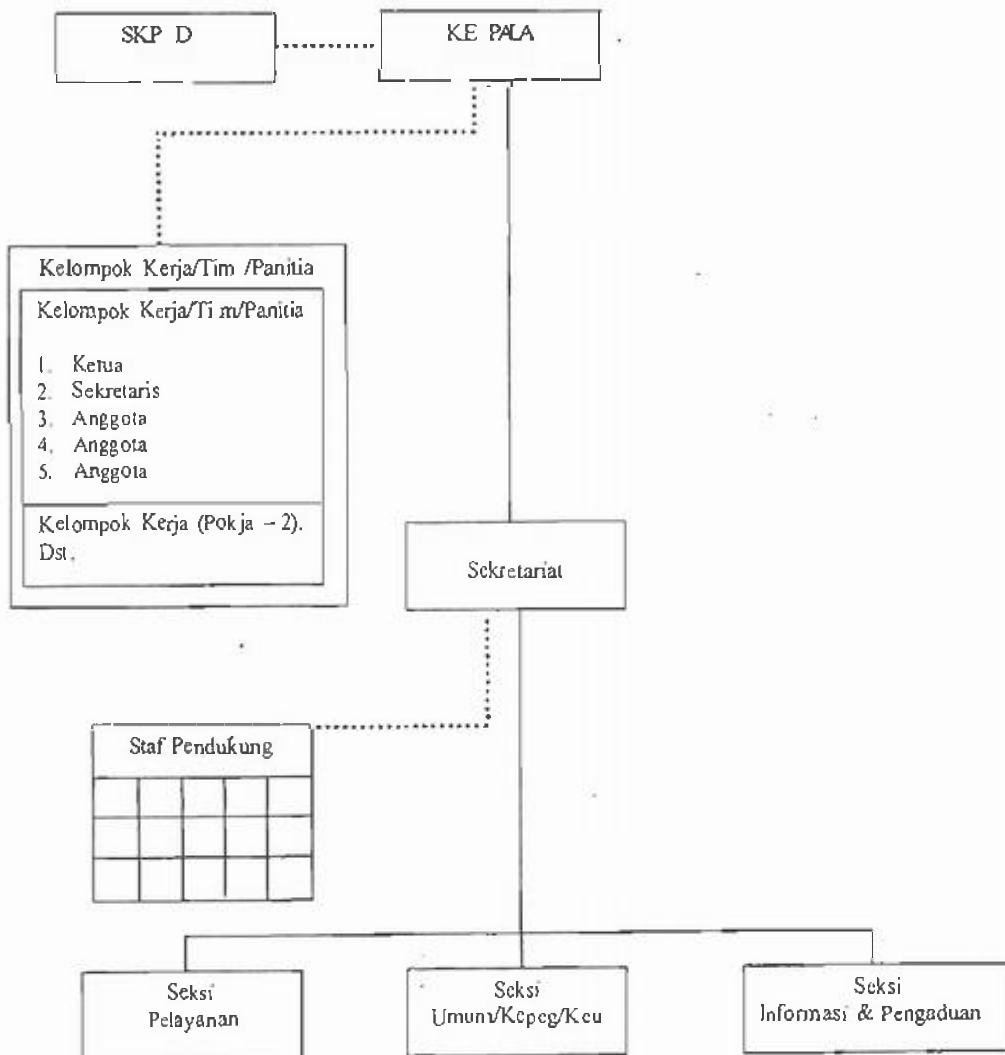 SKP D
KE PALA
Kelompok Kerja/Tim /Panitia
Kelompok Kerja/Ti m/Panitia
1. Ketua
2. Sekretaris
3. Anggota
4. Anggota
5. Anggota
Kelompok Kerja (Pokja – 2).
Dst.
Sekretariat
Staf Pendukung
Seksi
Pelayanan
Seksi
Umum/Kepeg/Keu
Seksi
Informasi & Pengaduan